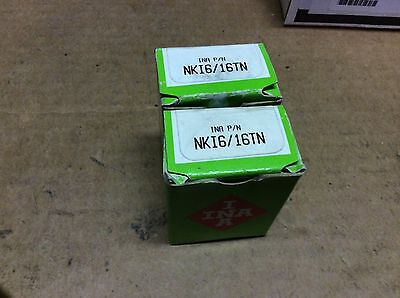 INA P/N
NKI6/16TN
INA P/N
NKI6/16TN
I
INA
A